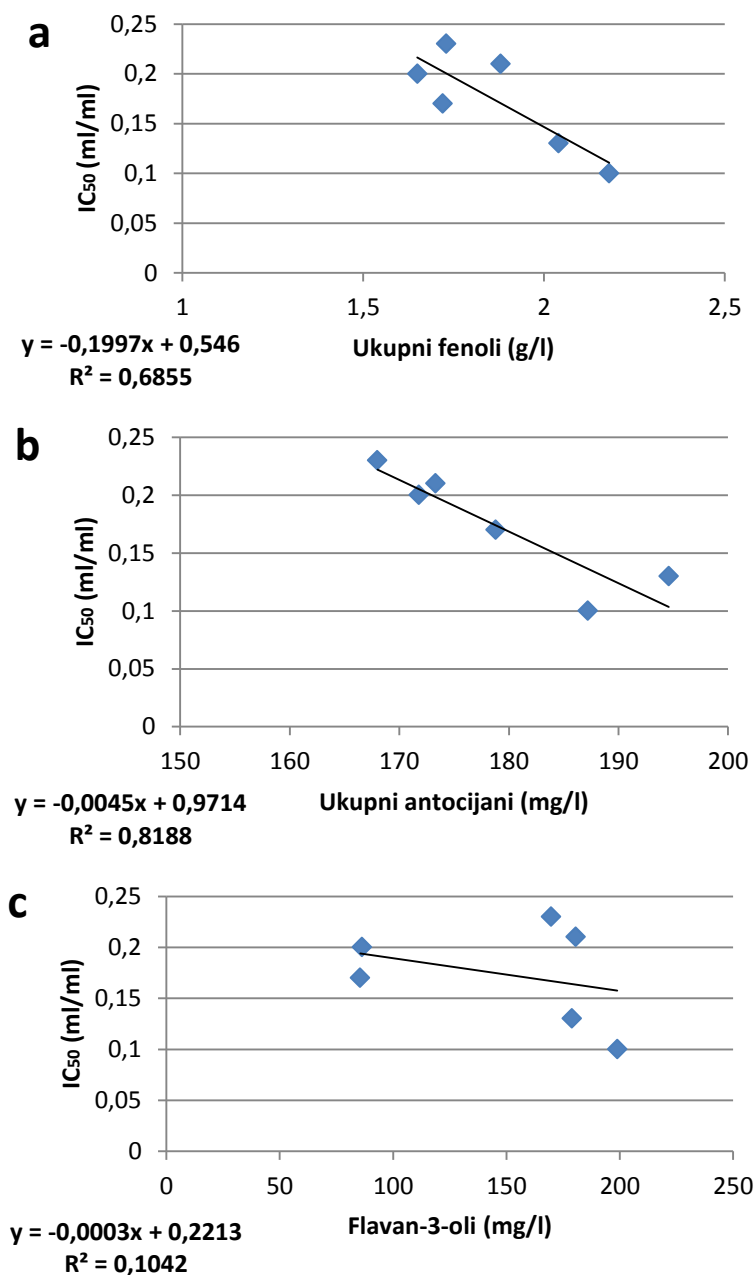 a
0,25
0,2
0,15
0,1
0,05
0
IC50 (ml/ml)
1 1,5 2 2,5
y = -0,1997x + 0,546
R² = 0,6855
Ukupni fenoli (g/l)
b
0,25
0,2
0,15
0,1
0,05
0
IC50 (ml/ml)
150 160 170 180 190 200
y = -0,0045x + 0,9714
R² = 0,8188
Ukupni antocijani (mg/l)
c
0,25
0,2
0,15
0,1
0,05
0
IC50 (ml/ml)
0 50 100 150 200 250
y = -0,0003x + 0,2213
R² = 0,1042
Flavan-3-oli (mg/l)